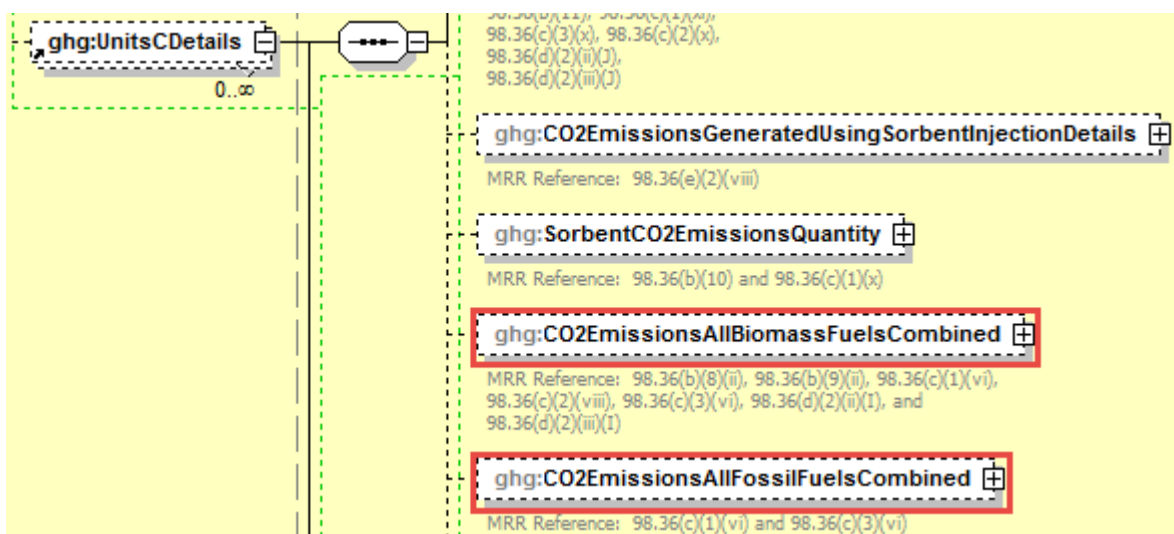 ghg:UnitsCDetails
0..∞
98.36(c)(3)(x), 98.36(c)(2)(x),
98.36(d)(2)(ii)(J),
98.36(d)(2)(iii)(J)
ghg:CO2EmissionsGeneratedUsingSorbentInjectionDetails
MRR Reference: 98.36(e)(2)(viii)
ghg:SorbentCO2EmissionsQuantity
MRR Reference: 98.36(b)(10) and 98.36(c)(1)(x)
ghg:CO2EmissionsAllBiomassFuelsCombined
MRR Reference: 98.36(b)(8)(ii), 98.36(b)(9)(ii), 98.36(c)(1)(vi),
98.36(c)(2)(viii), 98.36(c)(3)(vi), 98.36(d)(2)(ii)(I), and
98.36(d)(2)(iii)(I)
ghg:CO2EmissionsAllFossilFuelsCombined
MRR Reference: 98.36(c)(1)(vi) and 98.36(c)(3)(vi)